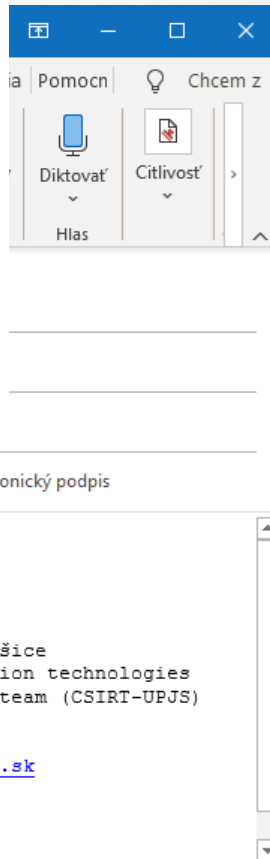 ia Pomocn Chcem z
Diktovať Citlivosť
Hlas
onický podpis
šice
ion technologies
team (CSIRT-UPJS)
.sk